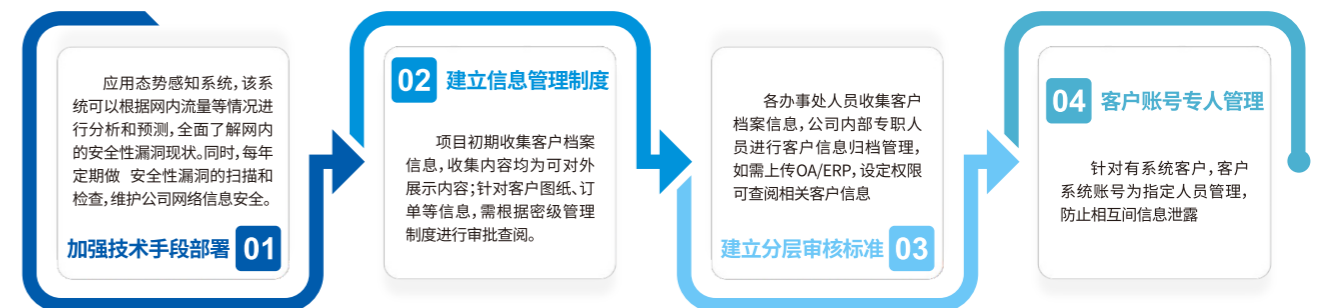 应用态势感知系统,该系
统可以根据网内流量等情况进
行分析和预测,全面了解网内
的安全性漏洞现状。同时,每年
定期做 安全性漏洞的扫描和
检查,维护公司网络信息安全。
加强技术手段部署 01
02 建立信息管理制度
项目初期收集客户档案
信息,收集内容均为可对外
展示内容;针对客户图纸、订
单等信息,需根据密级管理
制度进行审批查阅。
各办事处人员收集客户
档案信息,公司内部专职人
员进行客户信息归档管理,
如需上传OA/ERP,设定权限
可查阅相关客户信息
建立分层审核标准 03
04 客户账号专人管理
针对有系统客户,客户
系统账号为指定人员管理,
防止相互间信息泄露